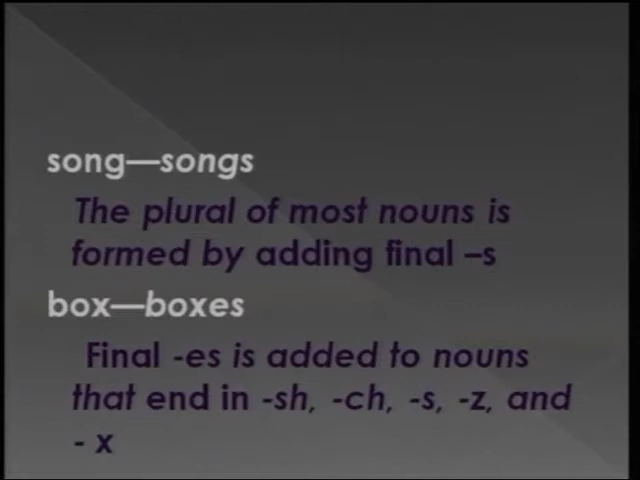 song—songs
The plural of most nouns is
formed by adding final –s
box—boxes
Final -es is added to nouns
that end in -sh, -ch, -s, -z, and
- x